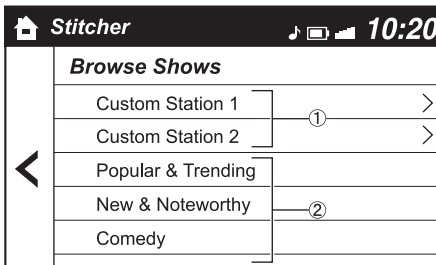 Stitcher 10:20
Browse Shows
Custom Station 1
Custom Station 2
①
Popular & Trending
New & Noteworthy
②
Comedy